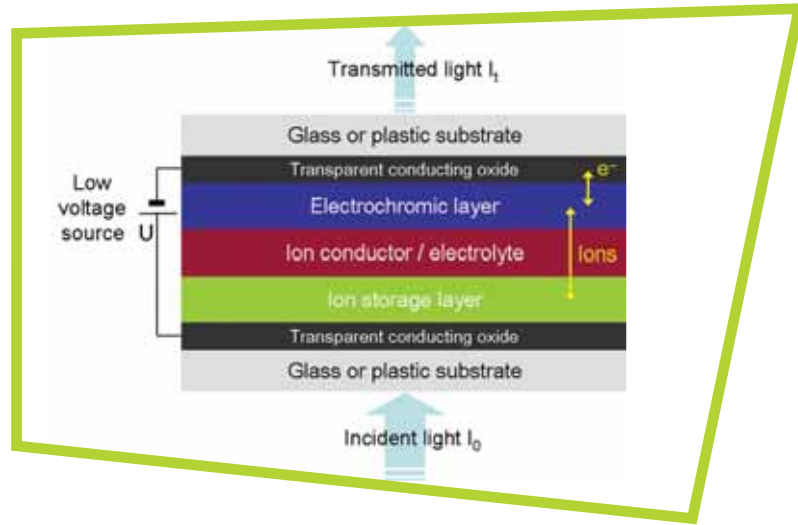 Transmitted light Iₜ
Glass or plastic substrate
Transparent conducting oxide
e⁻
Low
voltage
source U
Electrochromic layer
Ion conductor / electrolyte
Ions
Ion storage layer
Transparent conducting oxide
Glass or plastic substrate
Incident light I₀